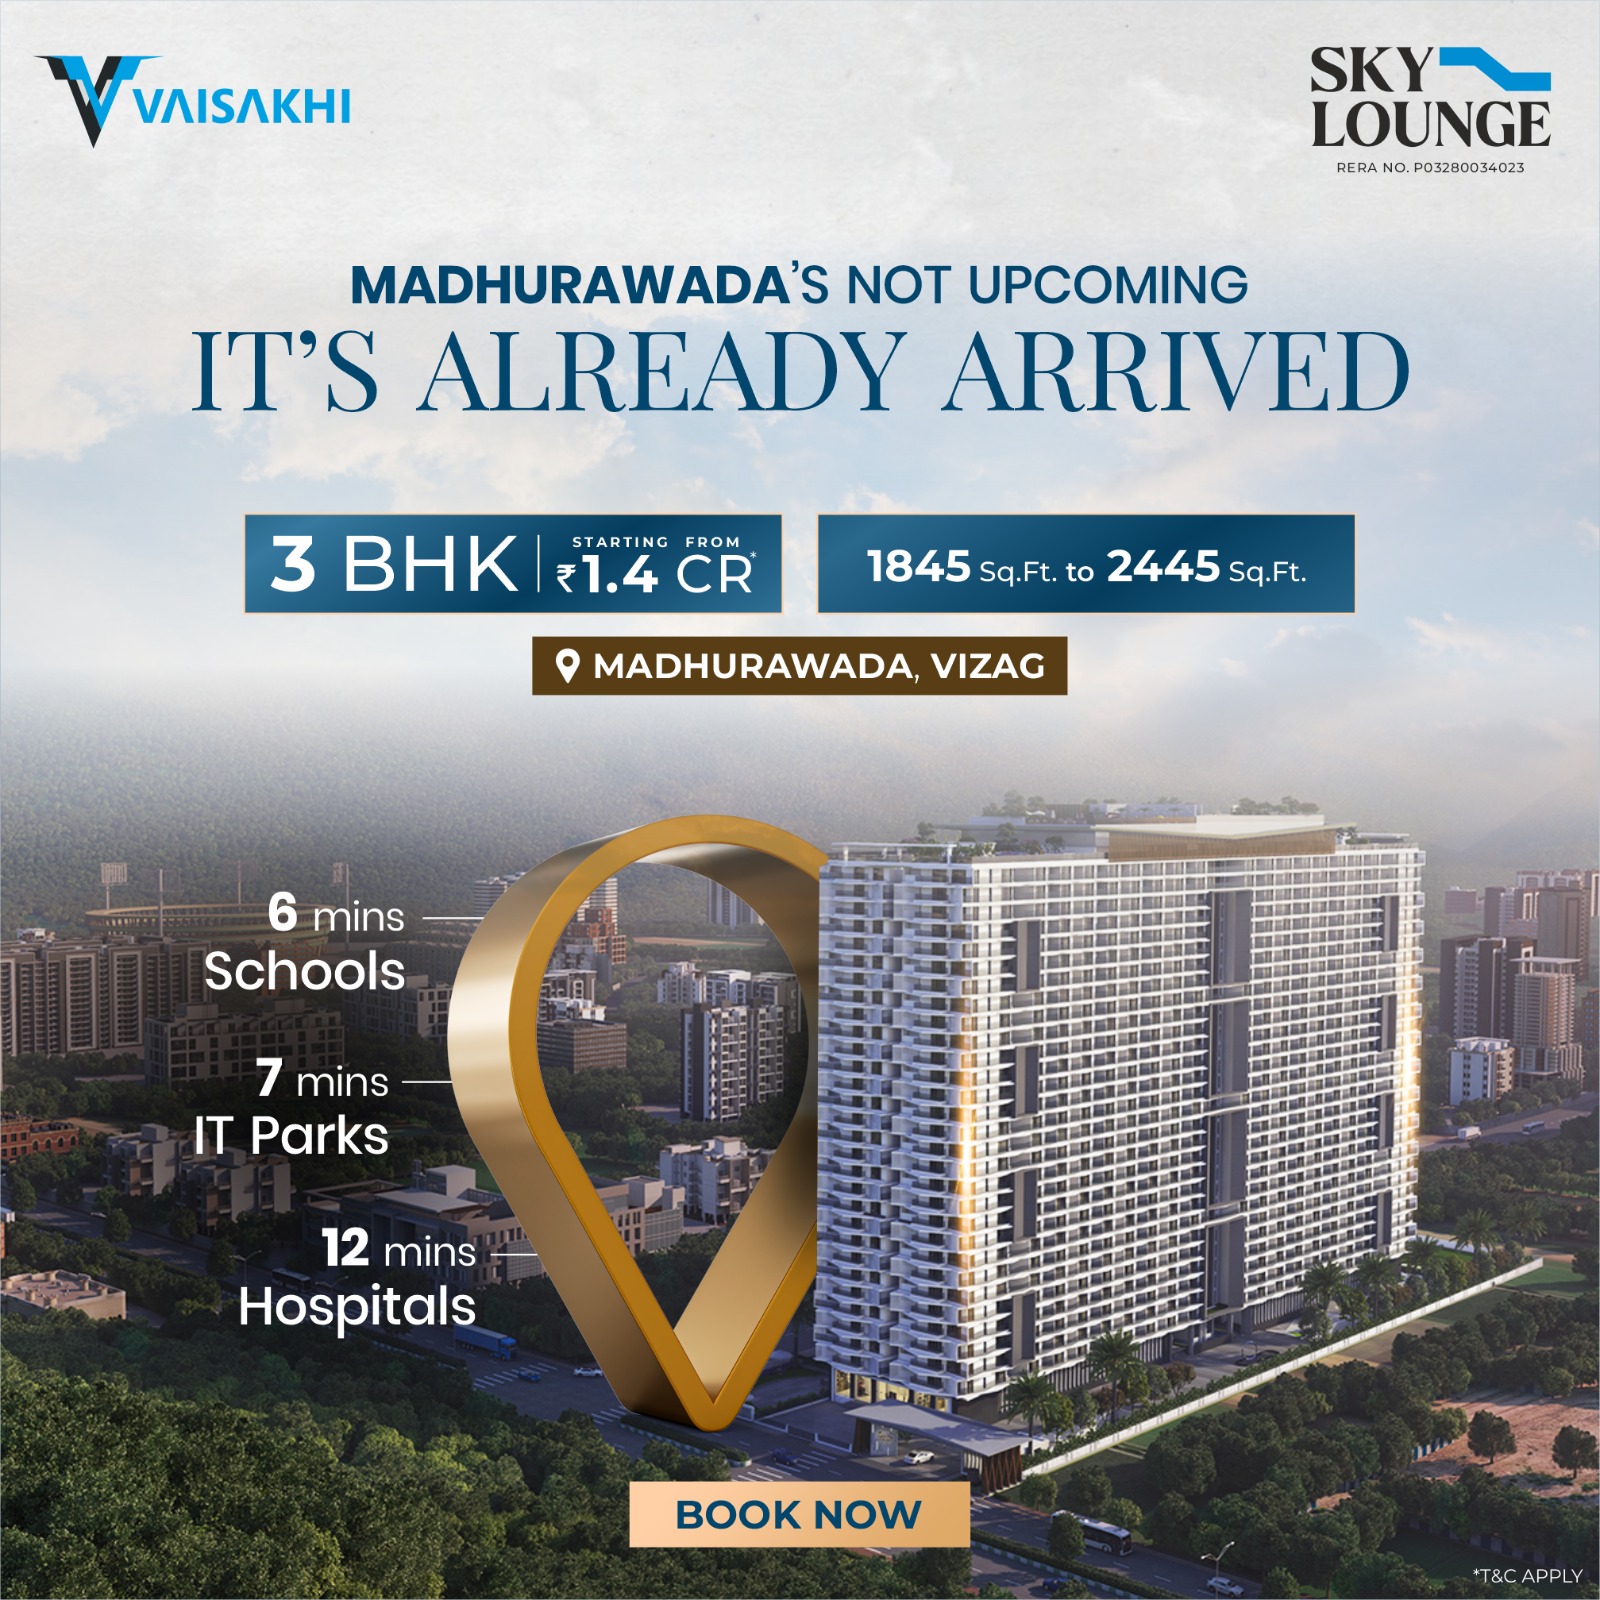 VAISAKHI
SKY
LOUNGE
RERA NO. P03280034023
MADHURAWADA'S NOT UPCOMING
IT'S ALREADY ARRIVED
3 BHK | STARTING FROM
₹1.4 CR*
1845 Sq.Ft. to 2445 Sq.Ft.
MADHURAWADA, VIZAG
6 mins
Schools
7 mins
IT Parks
12 mins
Hospitals
BOOK NOW
*T&C APPLY